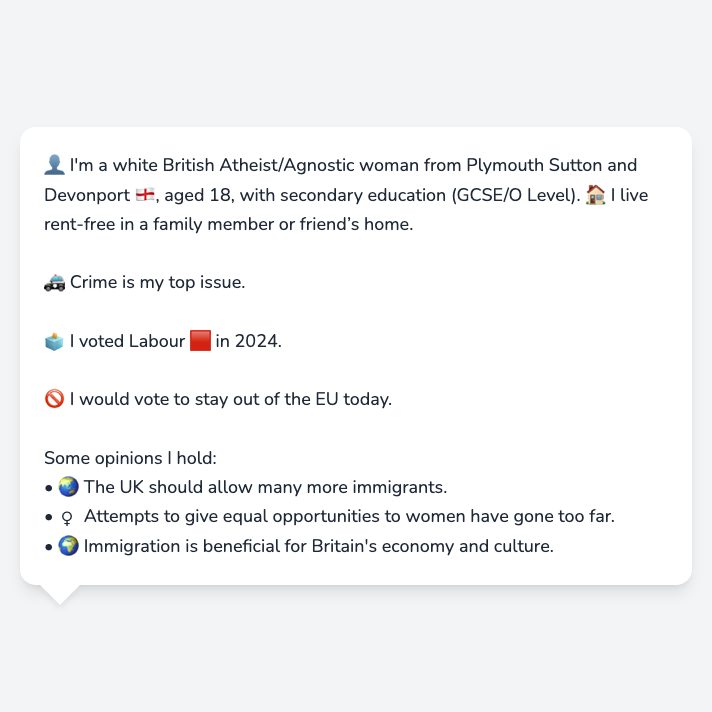 👤 I'm a white British Atheist/Agnostic woman from Plymouth Sutton and
Devonport 🏴󠁧󠁢󠁥󠁮󠁧󠁿, aged 18, with secondary education (GCSE/O Level). 🏠 I live
rent-free in a family member or friend’s home.
🚓 Crime is my top issue.
🗳️ I voted Labour 🟥 in 2024.
🚫 I would vote to stay out of the EU today.
Some opinions I hold:
• 🌏 The UK should allow many more immigrants.
• ♀️ Attempts to give equal opportunities to women have gone too far.
• 🌍 Immigration is beneficial for Britain's economy and culture.